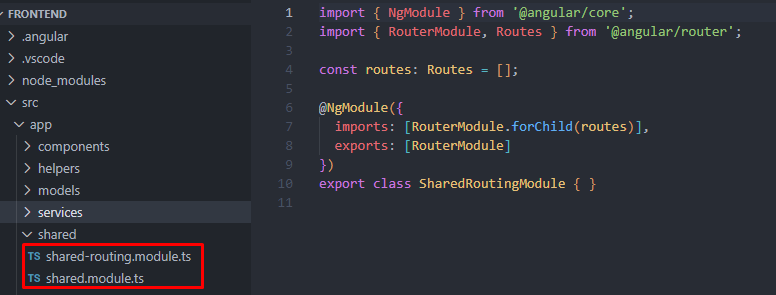 FRONTEND
.angular
.vscode
node_modules
src
app
components
helpers
models
services
shared
TS shared-routing.module.ts
TS shared.module.ts
1 import { NgModule } from '@angular/core';
2 import { RouterModule, Routes } from '@angular/router';
3
4 const routes: Routes = [];
5
6 @NgModule({
7 imports: [RouterModule.forChild(routes)],
8 exports: [RouterModule]
9 })
10 export class SharedRoutingModule { }
11